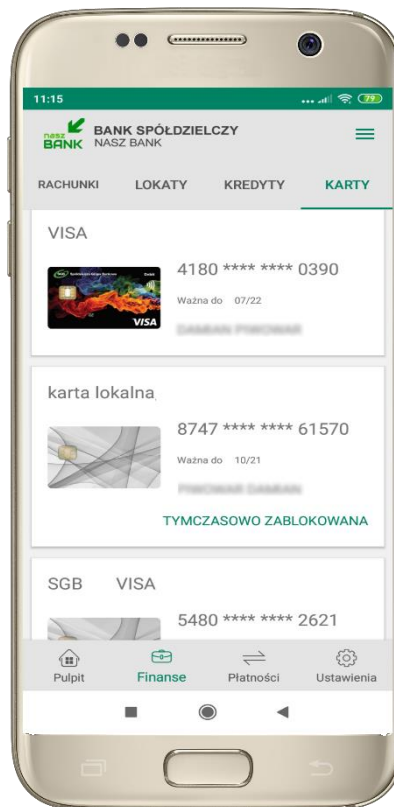 11:15
79
nasz
BANK
BANK SPÓŁDZIELCZY
NASZ BANK
RACHUNKI LOKATY KREDYTY KARTY
VISA
4180 **** **** 0390
Ważna do 07/22
VISA
karta lokalna
8747 **** **** 61570
Ważna do 10/21
TYMCZASOWO ZABLOKOWANA
SGB VISA
5480 **** **** 2621
Pulpit Finanse Płatności Ustawienia